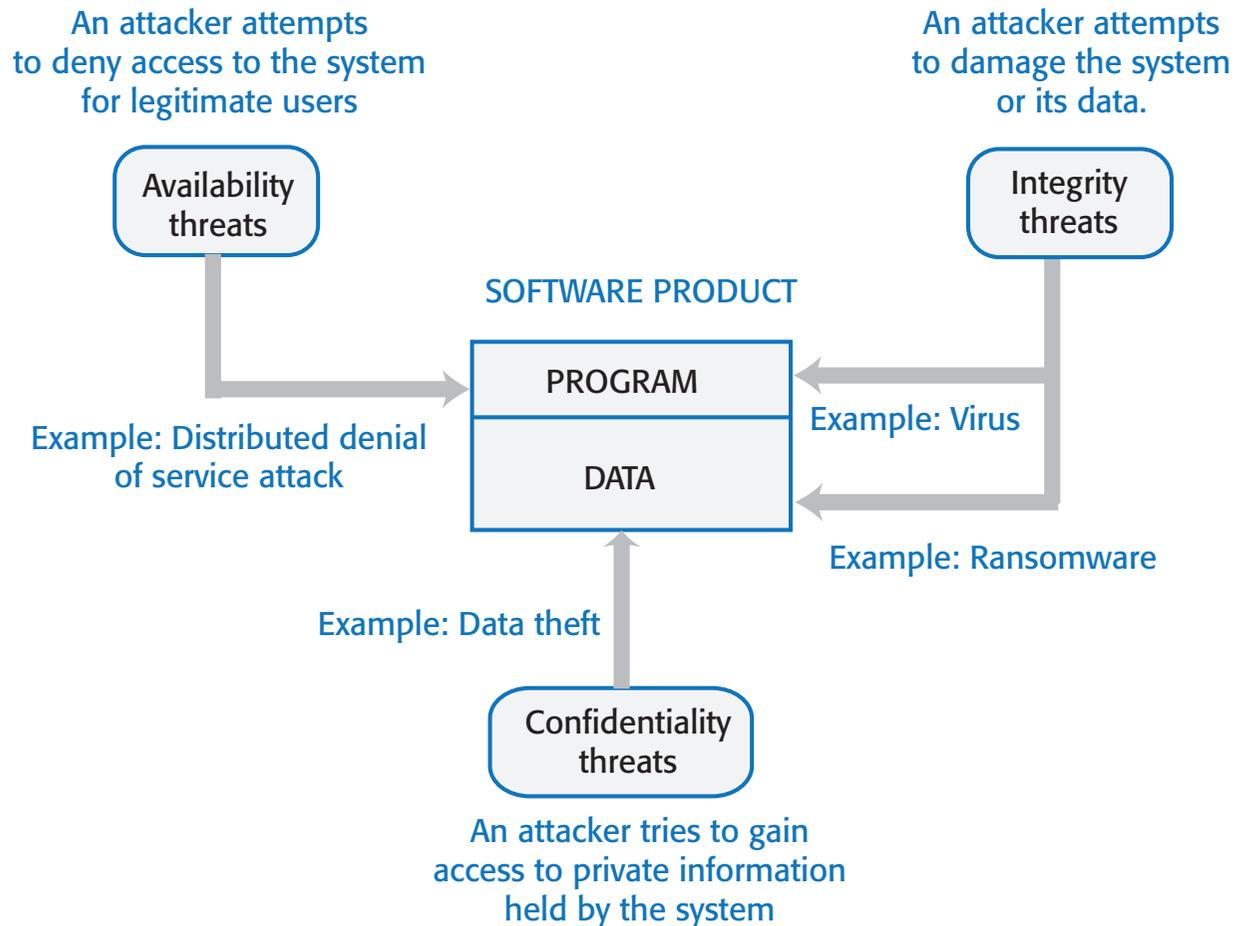 An attacker attempts
to deny access to the system
for legitimate users
An attacker attempts
to damage the system
or its data.
Availability
threats
Integrity
threats
SOFTWARE PRODUCT
PROGRAM
Example: Virus
Example: Distributed denial
of service attack
DATA
Example: Ransomware
Example: Data theft
Confidentiality
threats
An attacker tries to gain
access to private information
held by the system